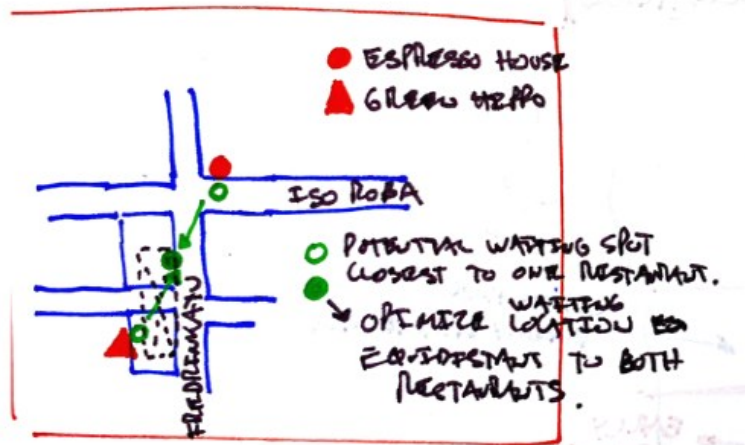 ESPRESSO HOUSE
GREEN HIPPO
ISO ROBA
FREDRINKATU
POTENTIAL WAITING SPOT
CLOSEST TO ONE RESTAURANT.
WAITING
OPTIMIZE LOCATION
EQUIDISTANT TO BOTH
RESTAURANTS.